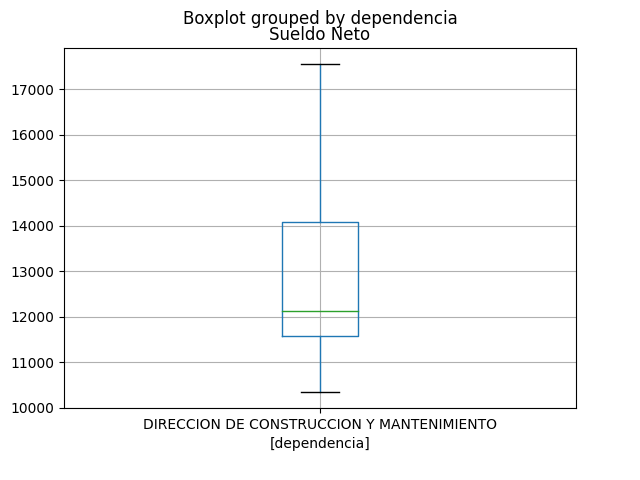 Boxplot grouped by dependencia
Sueldo Neto
17000
16000
15000
14000
13000
12000
11000
10000
DIRECCION DE CONSTRUCCION Y MANTENIMIENTO
[dependencia]